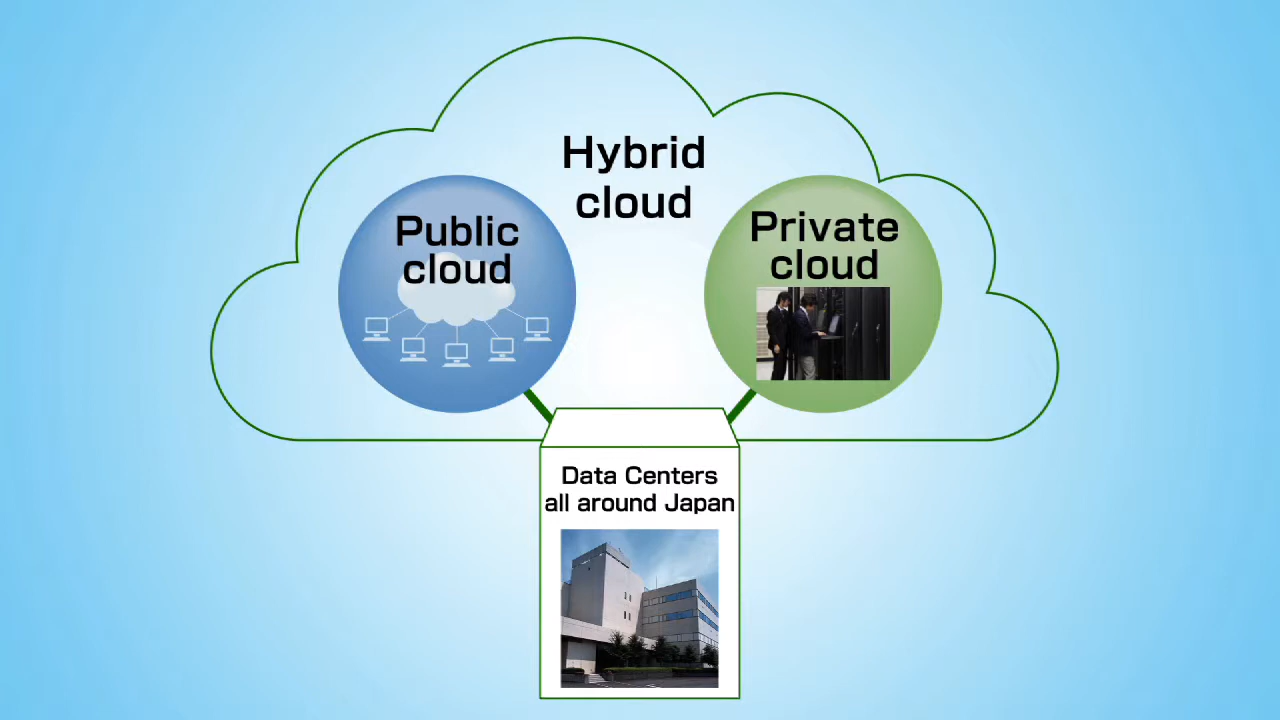 Hybrid
cloud
Public
cloud
Private
cloud
Data Centers
all around Japan